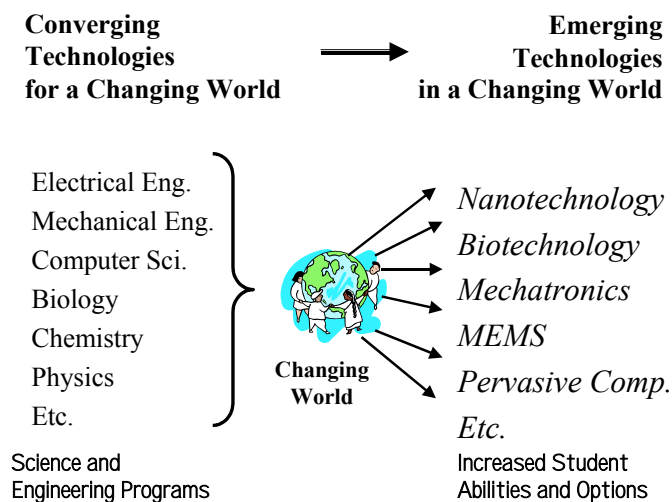 Converging
Technologies
for a Changing World
Emerging
Technologies
in a Changing World
Electrical Eng.
Mechanical Eng.
Computer Sci.
Biology
Chemistry
Physics
Etc.
Changing
World
Nanotechnology
Biotechnology
Mechatronics
MEMS
Pervasive Comp.
Etc.
Science and
Engineering Programs
Increased Student
Abilities and Options